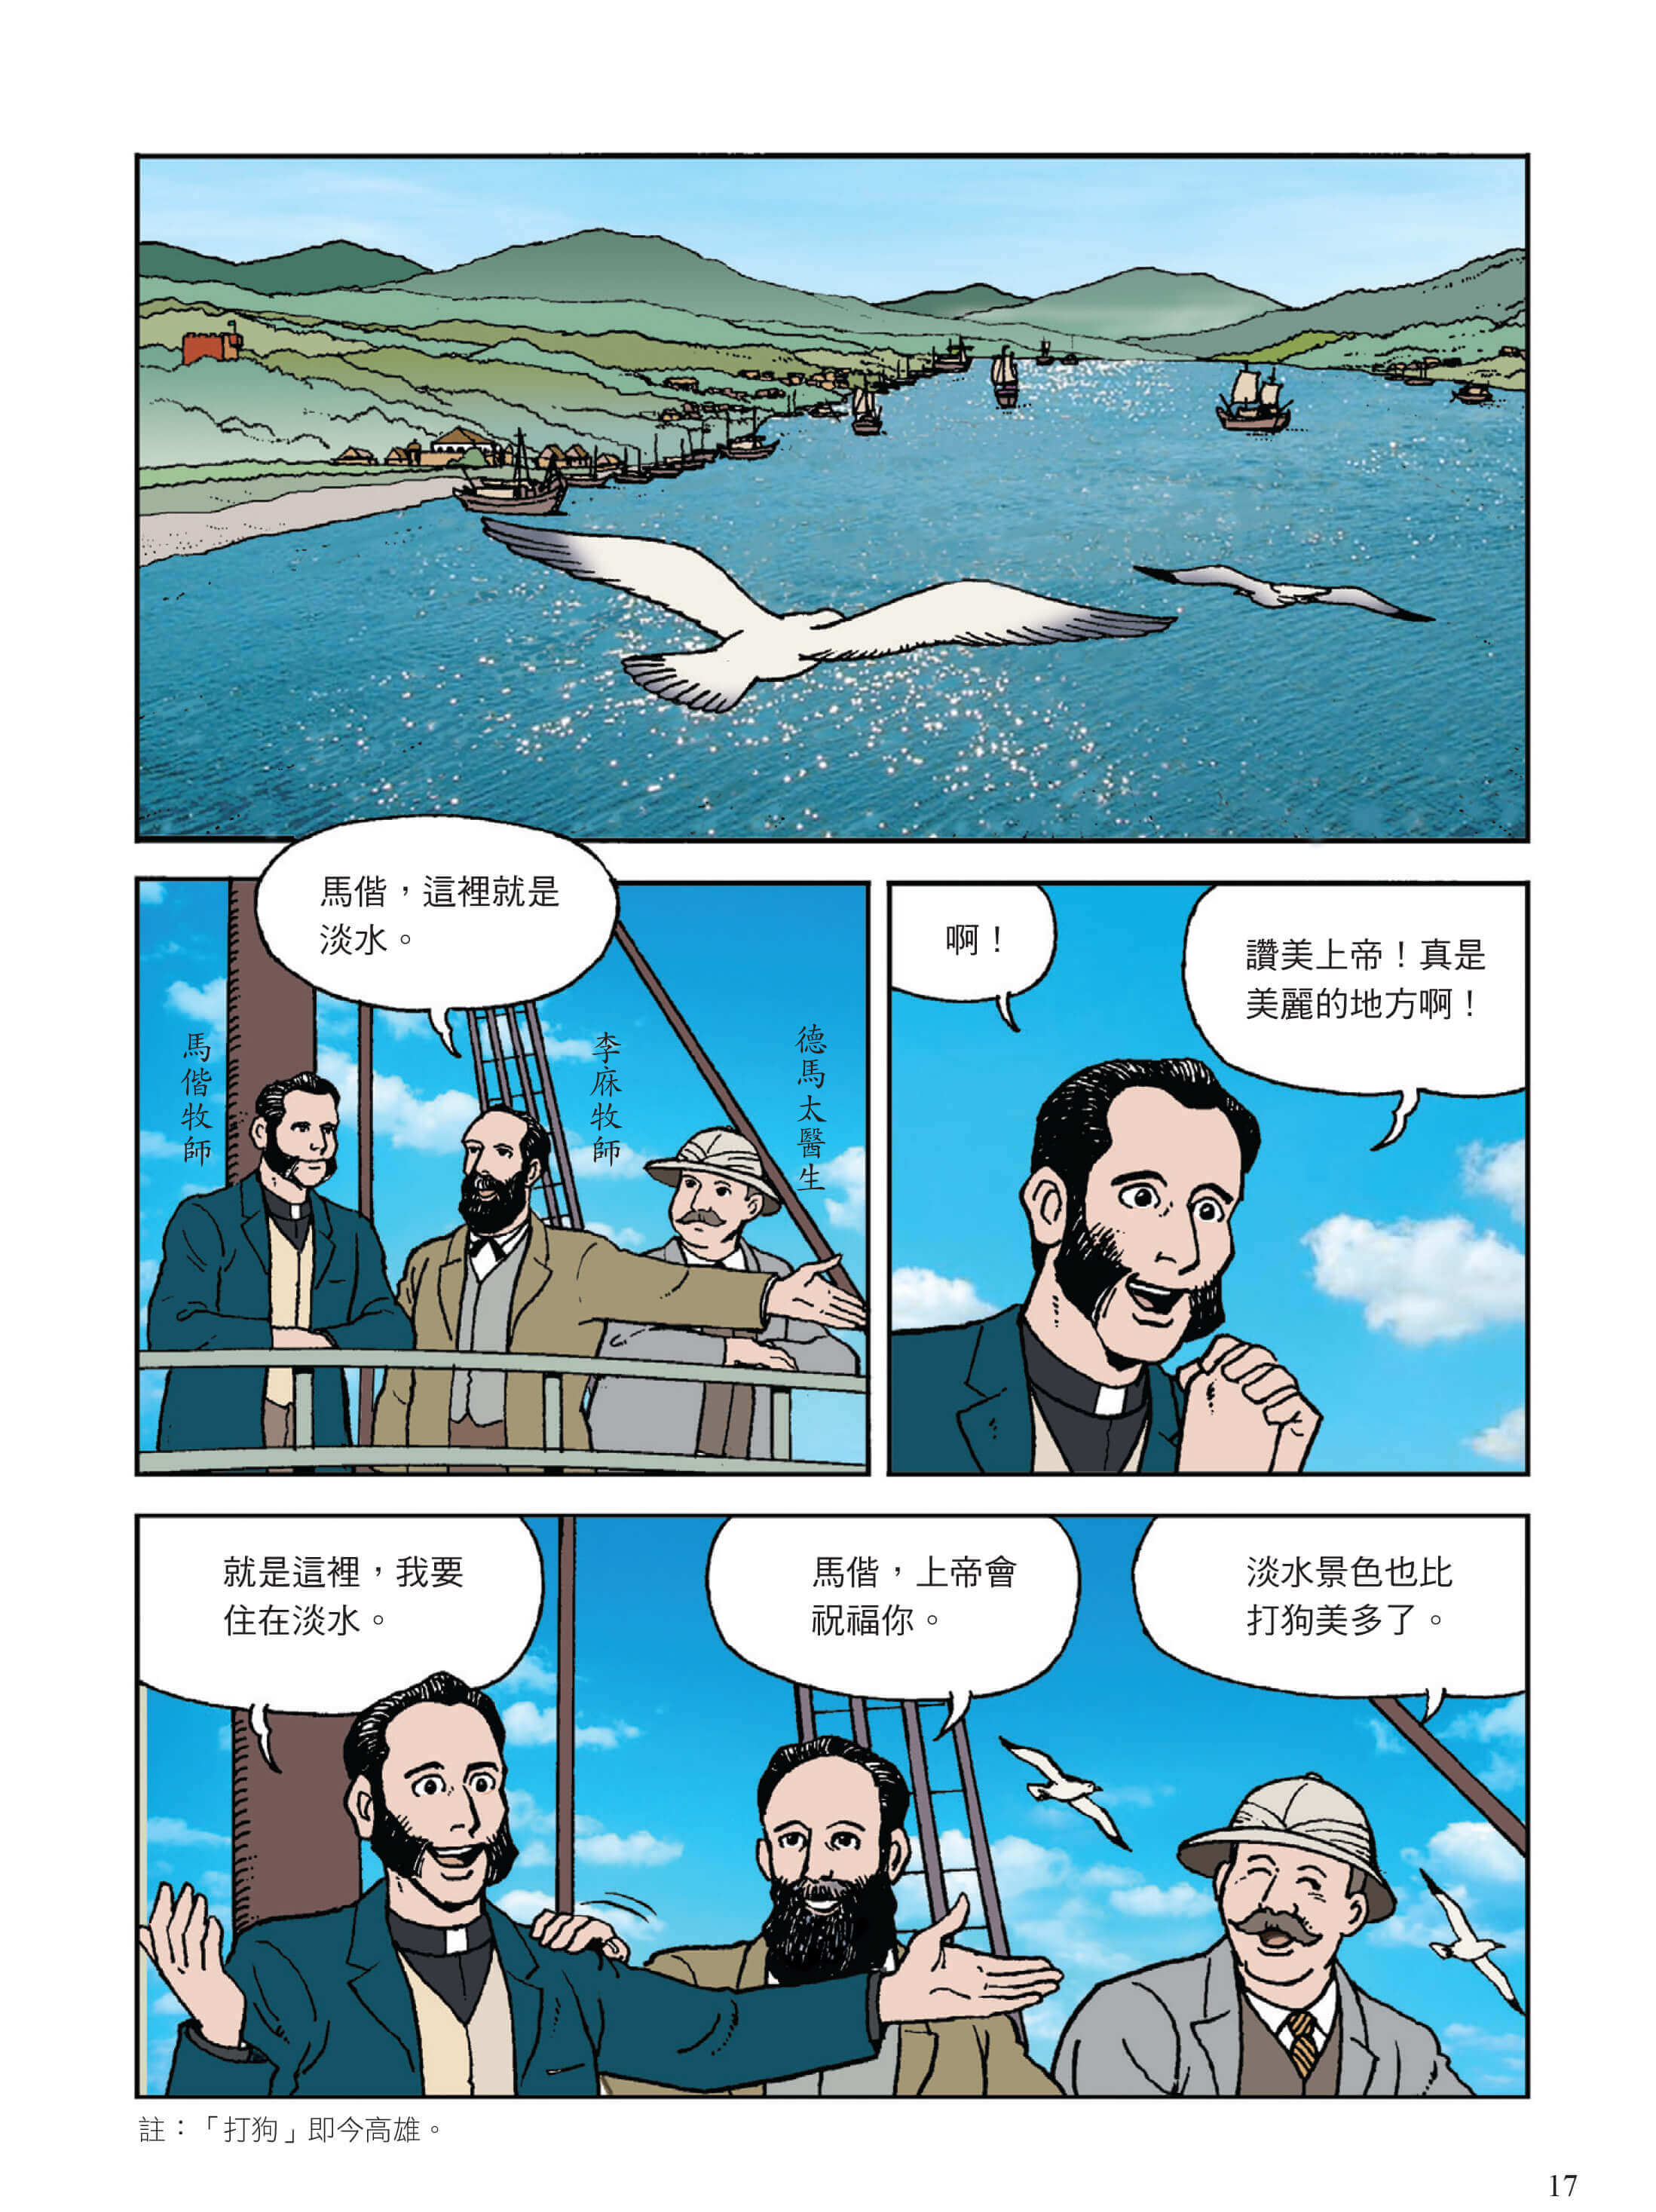 馬偕，這裡就是
淡水。
馬偕牧師
李庥牧師
德馬太醫生
啊！
讚美上帝！真是
美麗的地方啊！
就是這裡，我要
住在淡水。
馬偕，上帝會
祝福你。
淡水景色也比
打狗美多了。
註：「打狗」即今高雄。
17